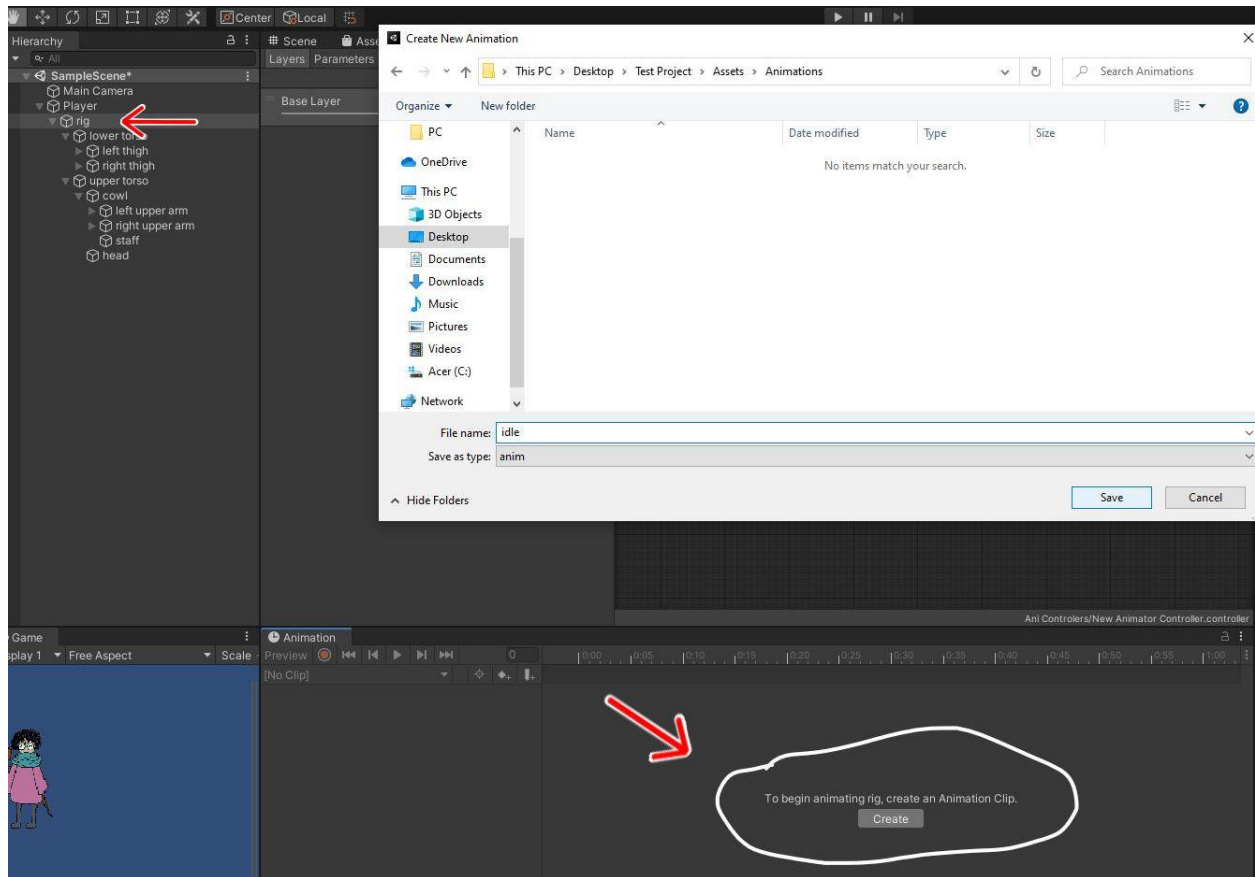 Center Local
Hierarchy
All
SampleScene*
Main Camera
Player
rig
lower torso
left thigh
right thigh
upper torso
cowl
left upper arm
right upper arm
staff
head
# Scene Asse
Layers Parameters
Base Layer
Create New Animation
This PC > Desktop > Test Project > Assets > Animations
Search Animations
Organize New folder
Name Date modified Type Size
No items match your search.
PC
OneDrive
This PC
3D Objects
Desktop
Documents
Downloads
Music
Pictures
Videos
Acer (C:)
Network
File name: idle
Save as type: anim
Hide Folders
Save Cancel
Ani Controlers/New Animator Controller.controller
Game
splay 1 Free Aspect Scale
Animation
Preview 0
0:00 0:05 0:10 0:15 0:20 0:25 0:30 0:35 0:40 0:45 0:50 0:55 1:00
[No Clip]
To begin animating rig, create an Animation Clip.
Create